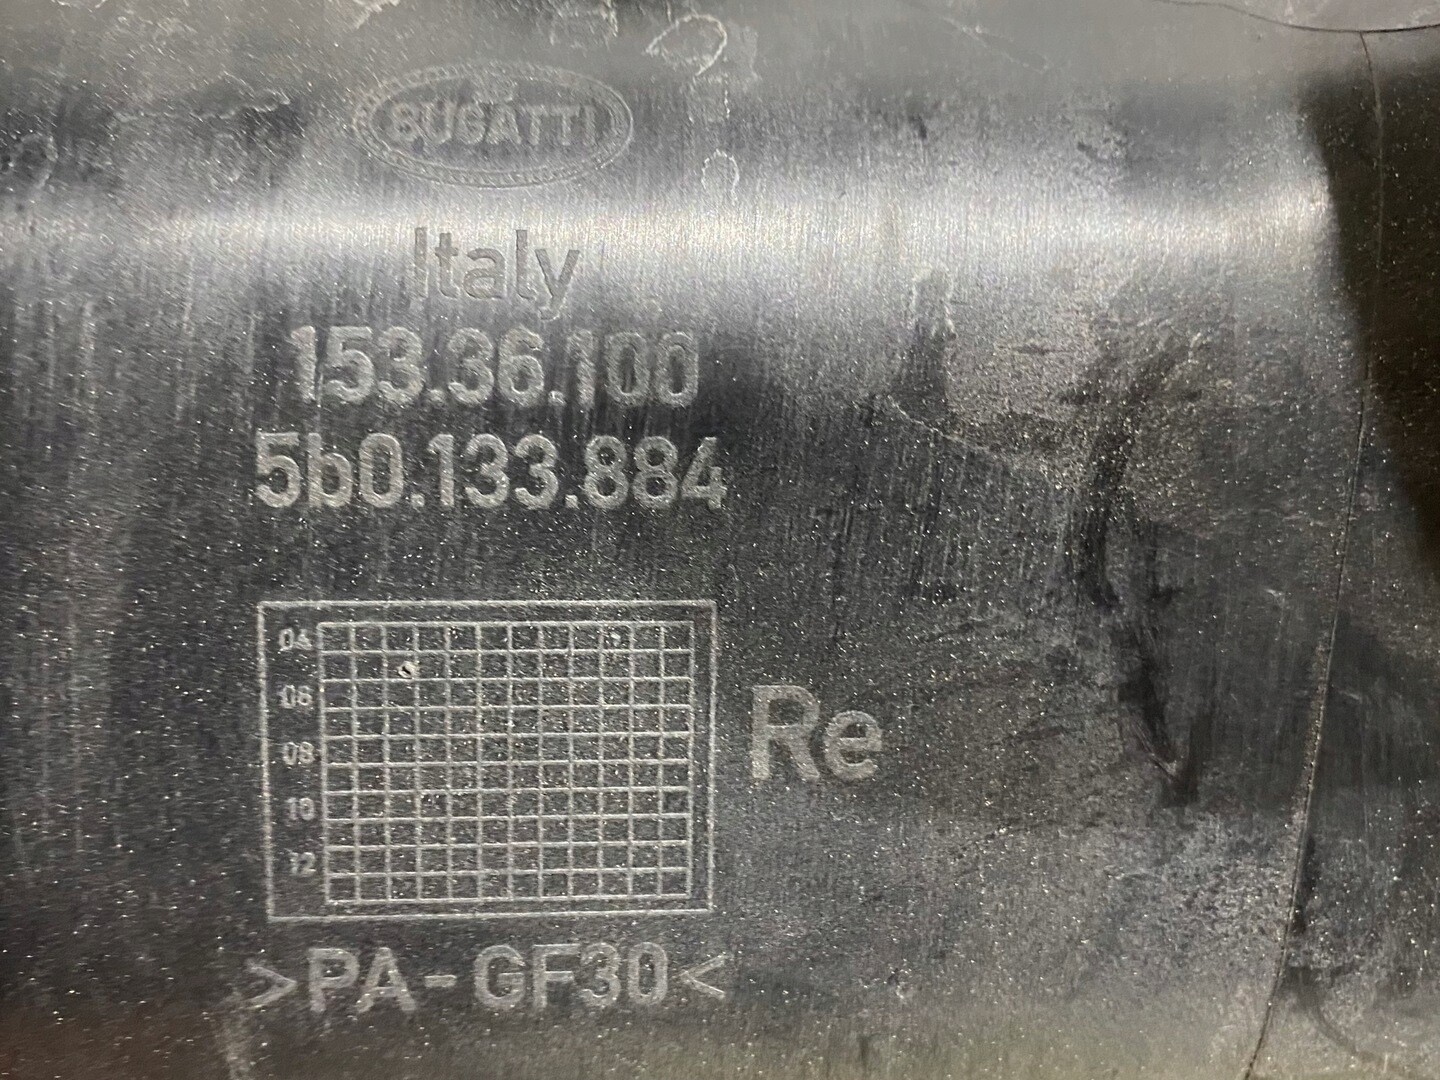 BUGATTI
Italy
153.36.100
5b0.133.884
04
06
08
10
12
Re
>PA-GF30<